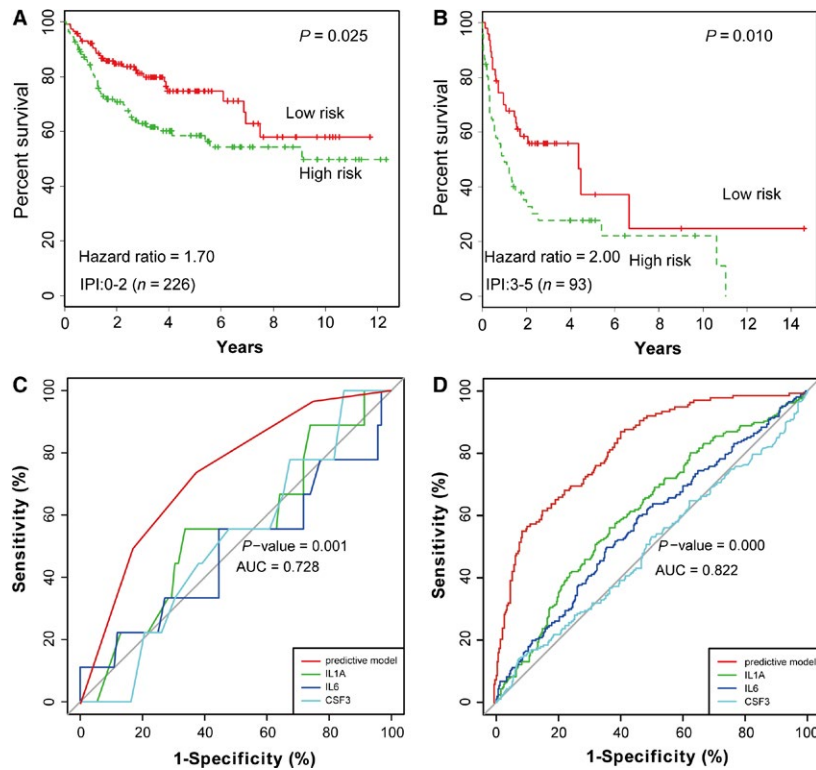 A
P = 0.025
Percent survival
100
80
60
40
20
0
Low risk
High risk
Hazard ratio = 1.70
IPI:0-2 (n = 226)
0 2 4 6 8 10 12
Years
B
P = 0.010
Percent survival
100
80
60
40
20
0
Low risk
High risk
Hazard ratio = 2.00
IPI:3-5 (n = 93)
0 2 4 6 8 10 12 14
Years
C
Sensitivity (%)
100
80
60
40
20
0
P-value = 0.001
AUC = 0.728
predictive model
IL1A
IL6
CSF3
0 20 40 60 80 100
1-Specificity (%)
D
Sensitivity (%)
100
80
60
40
20
0
P-value = 0.000
AUC = 0.822
predictive model
IL1A
IL6
CSF3
0 20 40 60 80 100
1-Specificity (%)